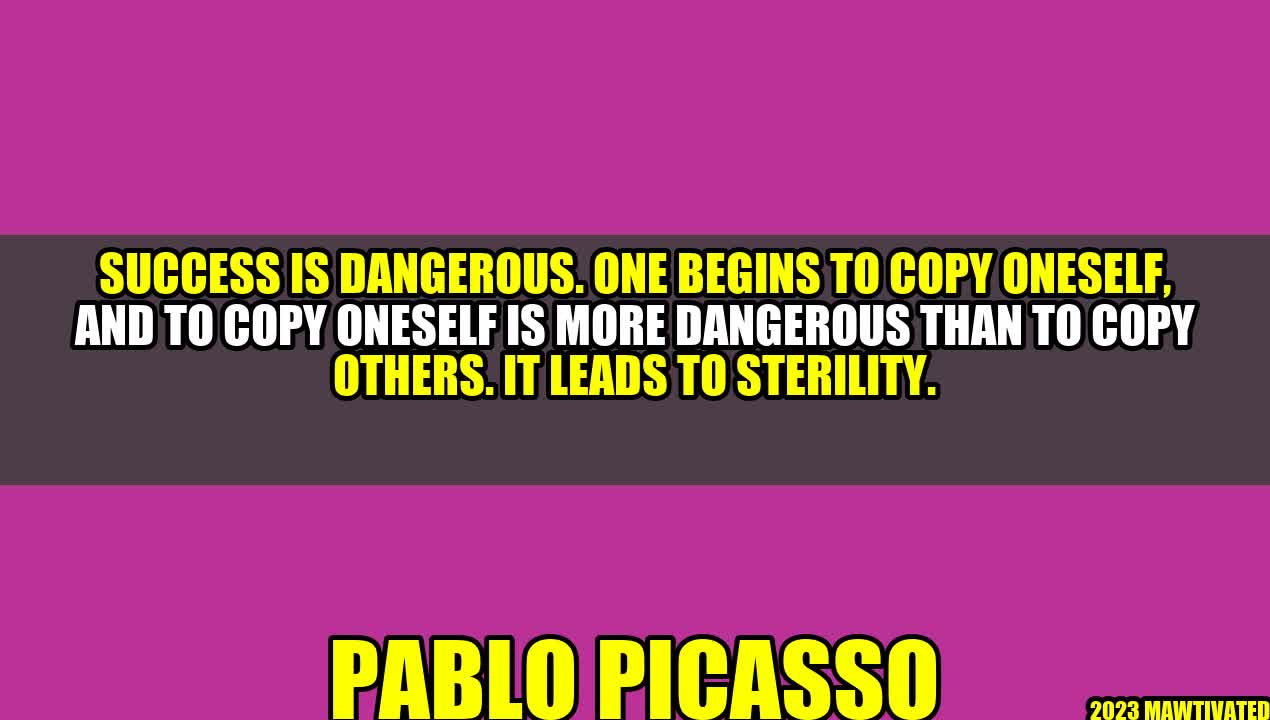 SUCCESS IS DANGEROUS. ONE BEGINS TO COPY ONESELF,
AND TO COPY ONESELF IS MORE DANGEROUS THAN TO COPY
OTHERS. IT LEADS TO STERILITY.
PABLO PICASSO
2023 MAWTIVATED